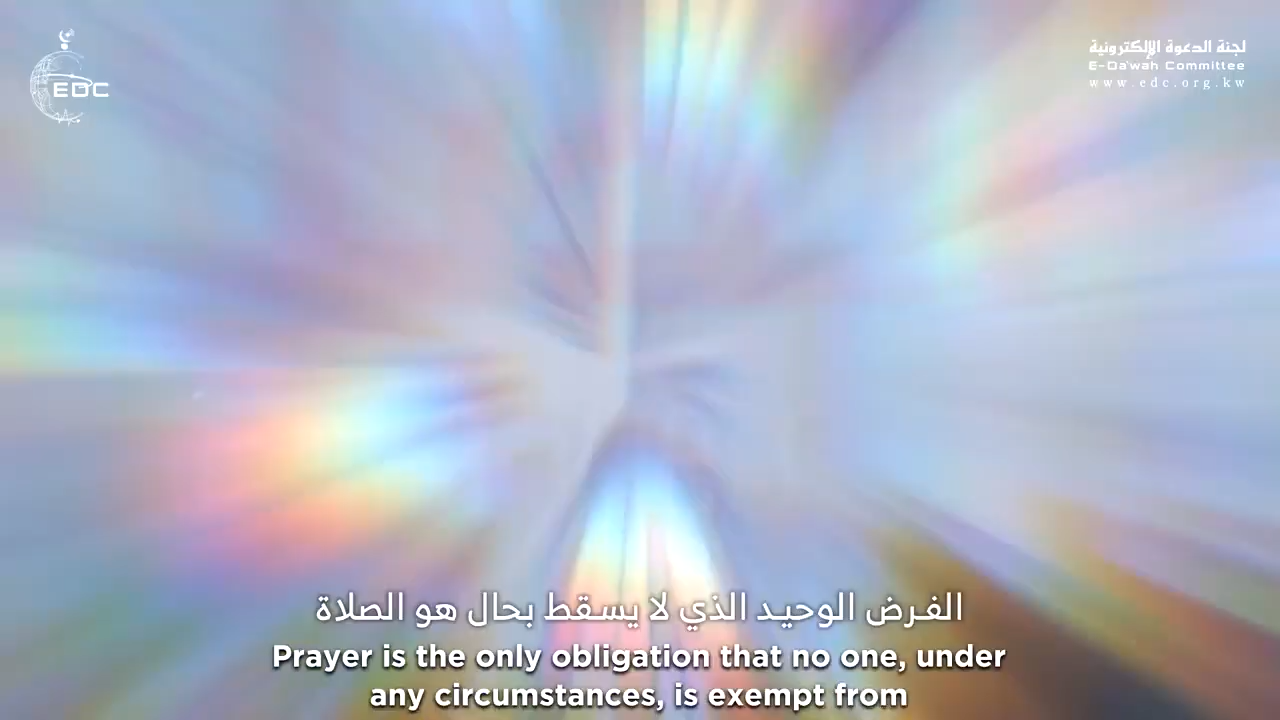 EDC
لجنة الدعوة الإلكترونية
E-Da'wah Committee
www.edc.org.kw
الفرض الوحيد الذي لا يسقط بحال هو الصلاة
Prayer is the only obligation that no one, under
any circumstances, is exempt from